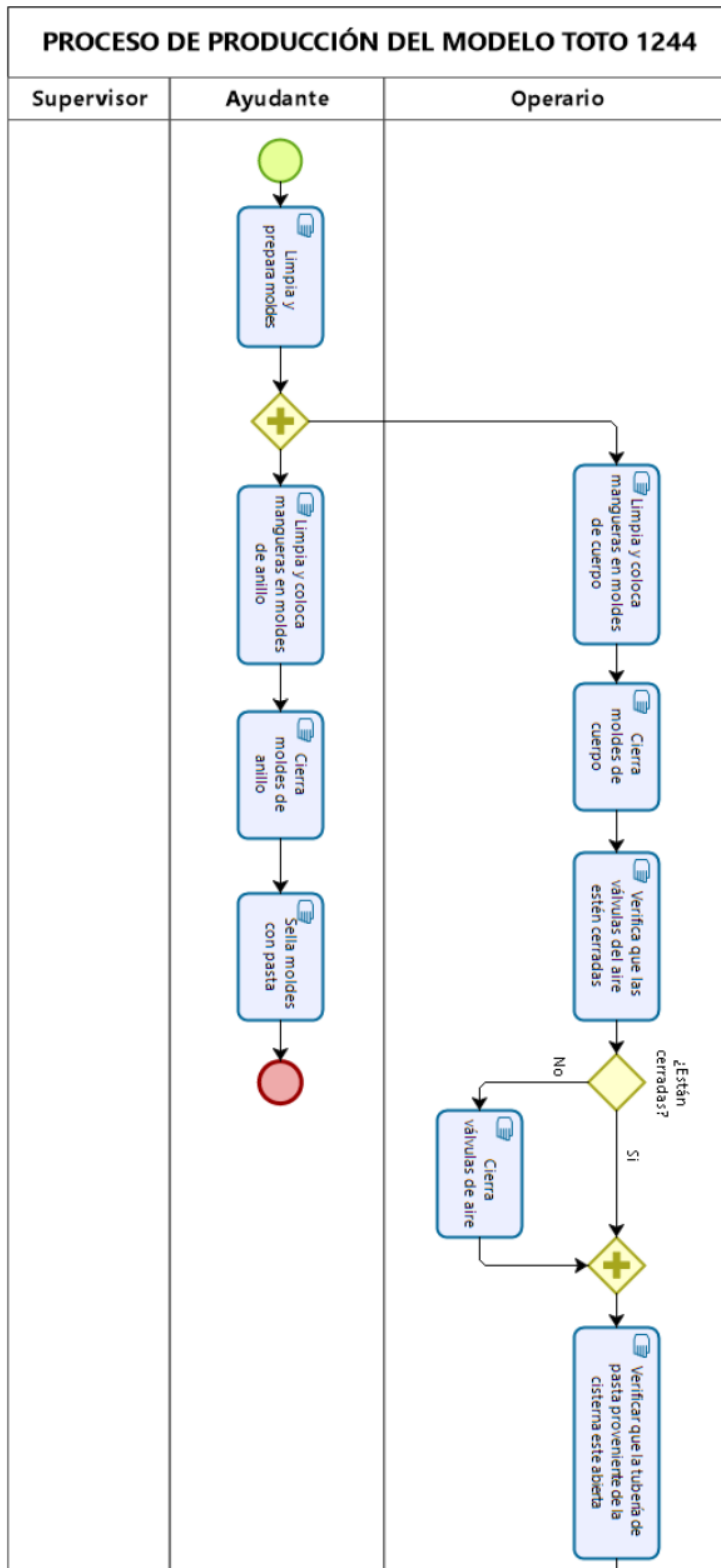 PROCESO DE PRODUCCIÓN DEL MODELO TOTO 1244
Supervisor
Ayudante
Operario
Limpia y
prepara moldes
Limpia y coloca
mangueras en moldes
de anillo
Cierra
moldes de
anillo
Sella moldes
con pasta
Limpia y coloca
mangueras en moldes
de cuerpo
Cierra
moldes de
cuerpo
Verifica que las
válvulas del aire
estén cerradas
¿Están
cerradas?
No
Si
Cierra
válvulas de aire
Verificar que la tubería de
pasta proveniente de la
cisterna este abierta